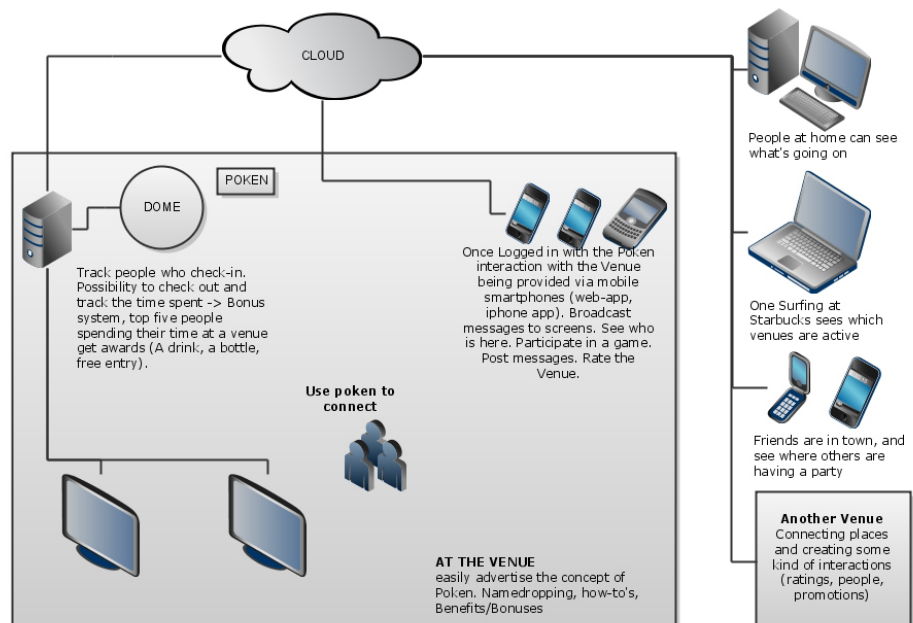 CLOUD
People at home can see
what's going on
POKEN
DOME
Track people who check-in.
Possibility to check out and
track the time spent -> Bonus
system, top five people
spending their time at a venue
get awards (A drink, a bottle,
free entry).
Once Logged in with the Poken
interaction with the Venue
being provided via mobile
smartphones (web-app,
iphone app). Broadcast
messages to screens. See who
is here. Participate in a game.
Post messages. Rate the
Venue.
One Surfing at
Starbucks sees which
venues are active
Use poken to
connect
Friends are in town, and
see where others are
having a party
AT THE VENUE
easily advertise the concept of
Poken. Namedropping, how-to's,
Benefits/Bonuses
Another Venue
Connecting places
and creating some
kind of interactions
(ratings, people,
promotions)